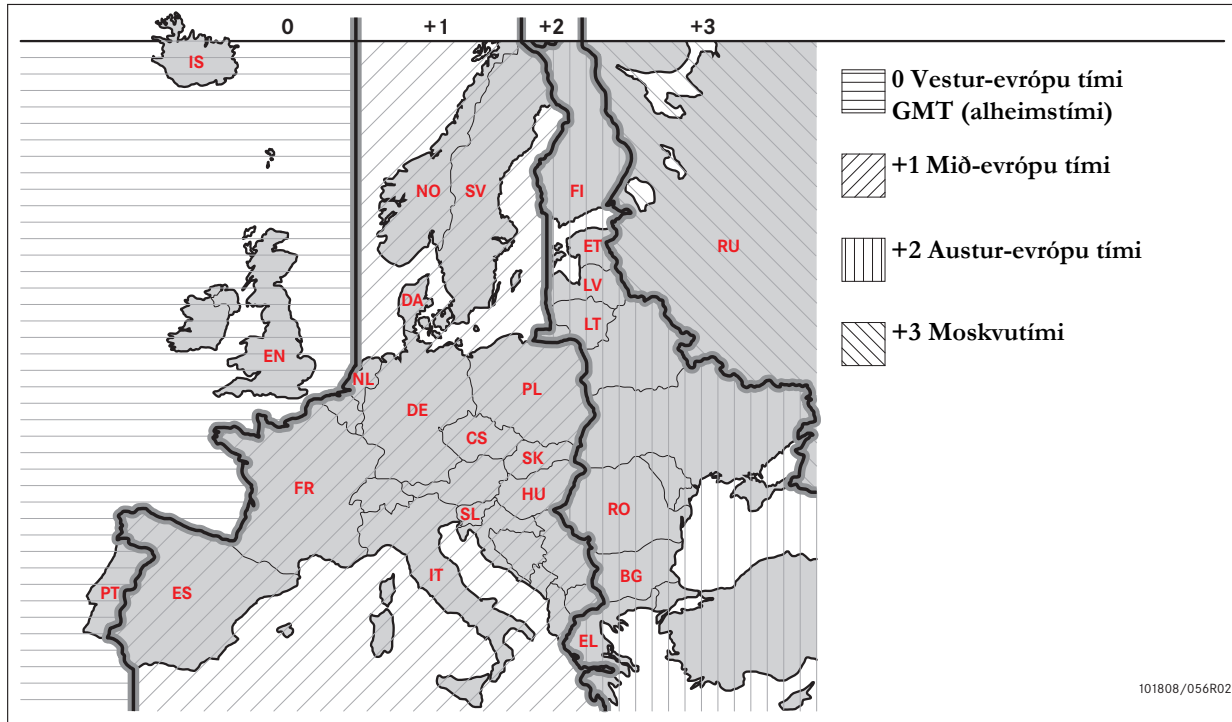 0 +1 +2 +3
IS
NO SV FI
ET RU
LV
DA
LT
EN
NL
PL
DE
CS
SK
FR HU
SL RO
IT BG
PT ES
EL
0 Vestur-evrópu tími
GMT (alheimstími)
+1 Mið-evrópu tími
+2 Austur-evrópu tími
+3 Moskvutími
101808/056R02